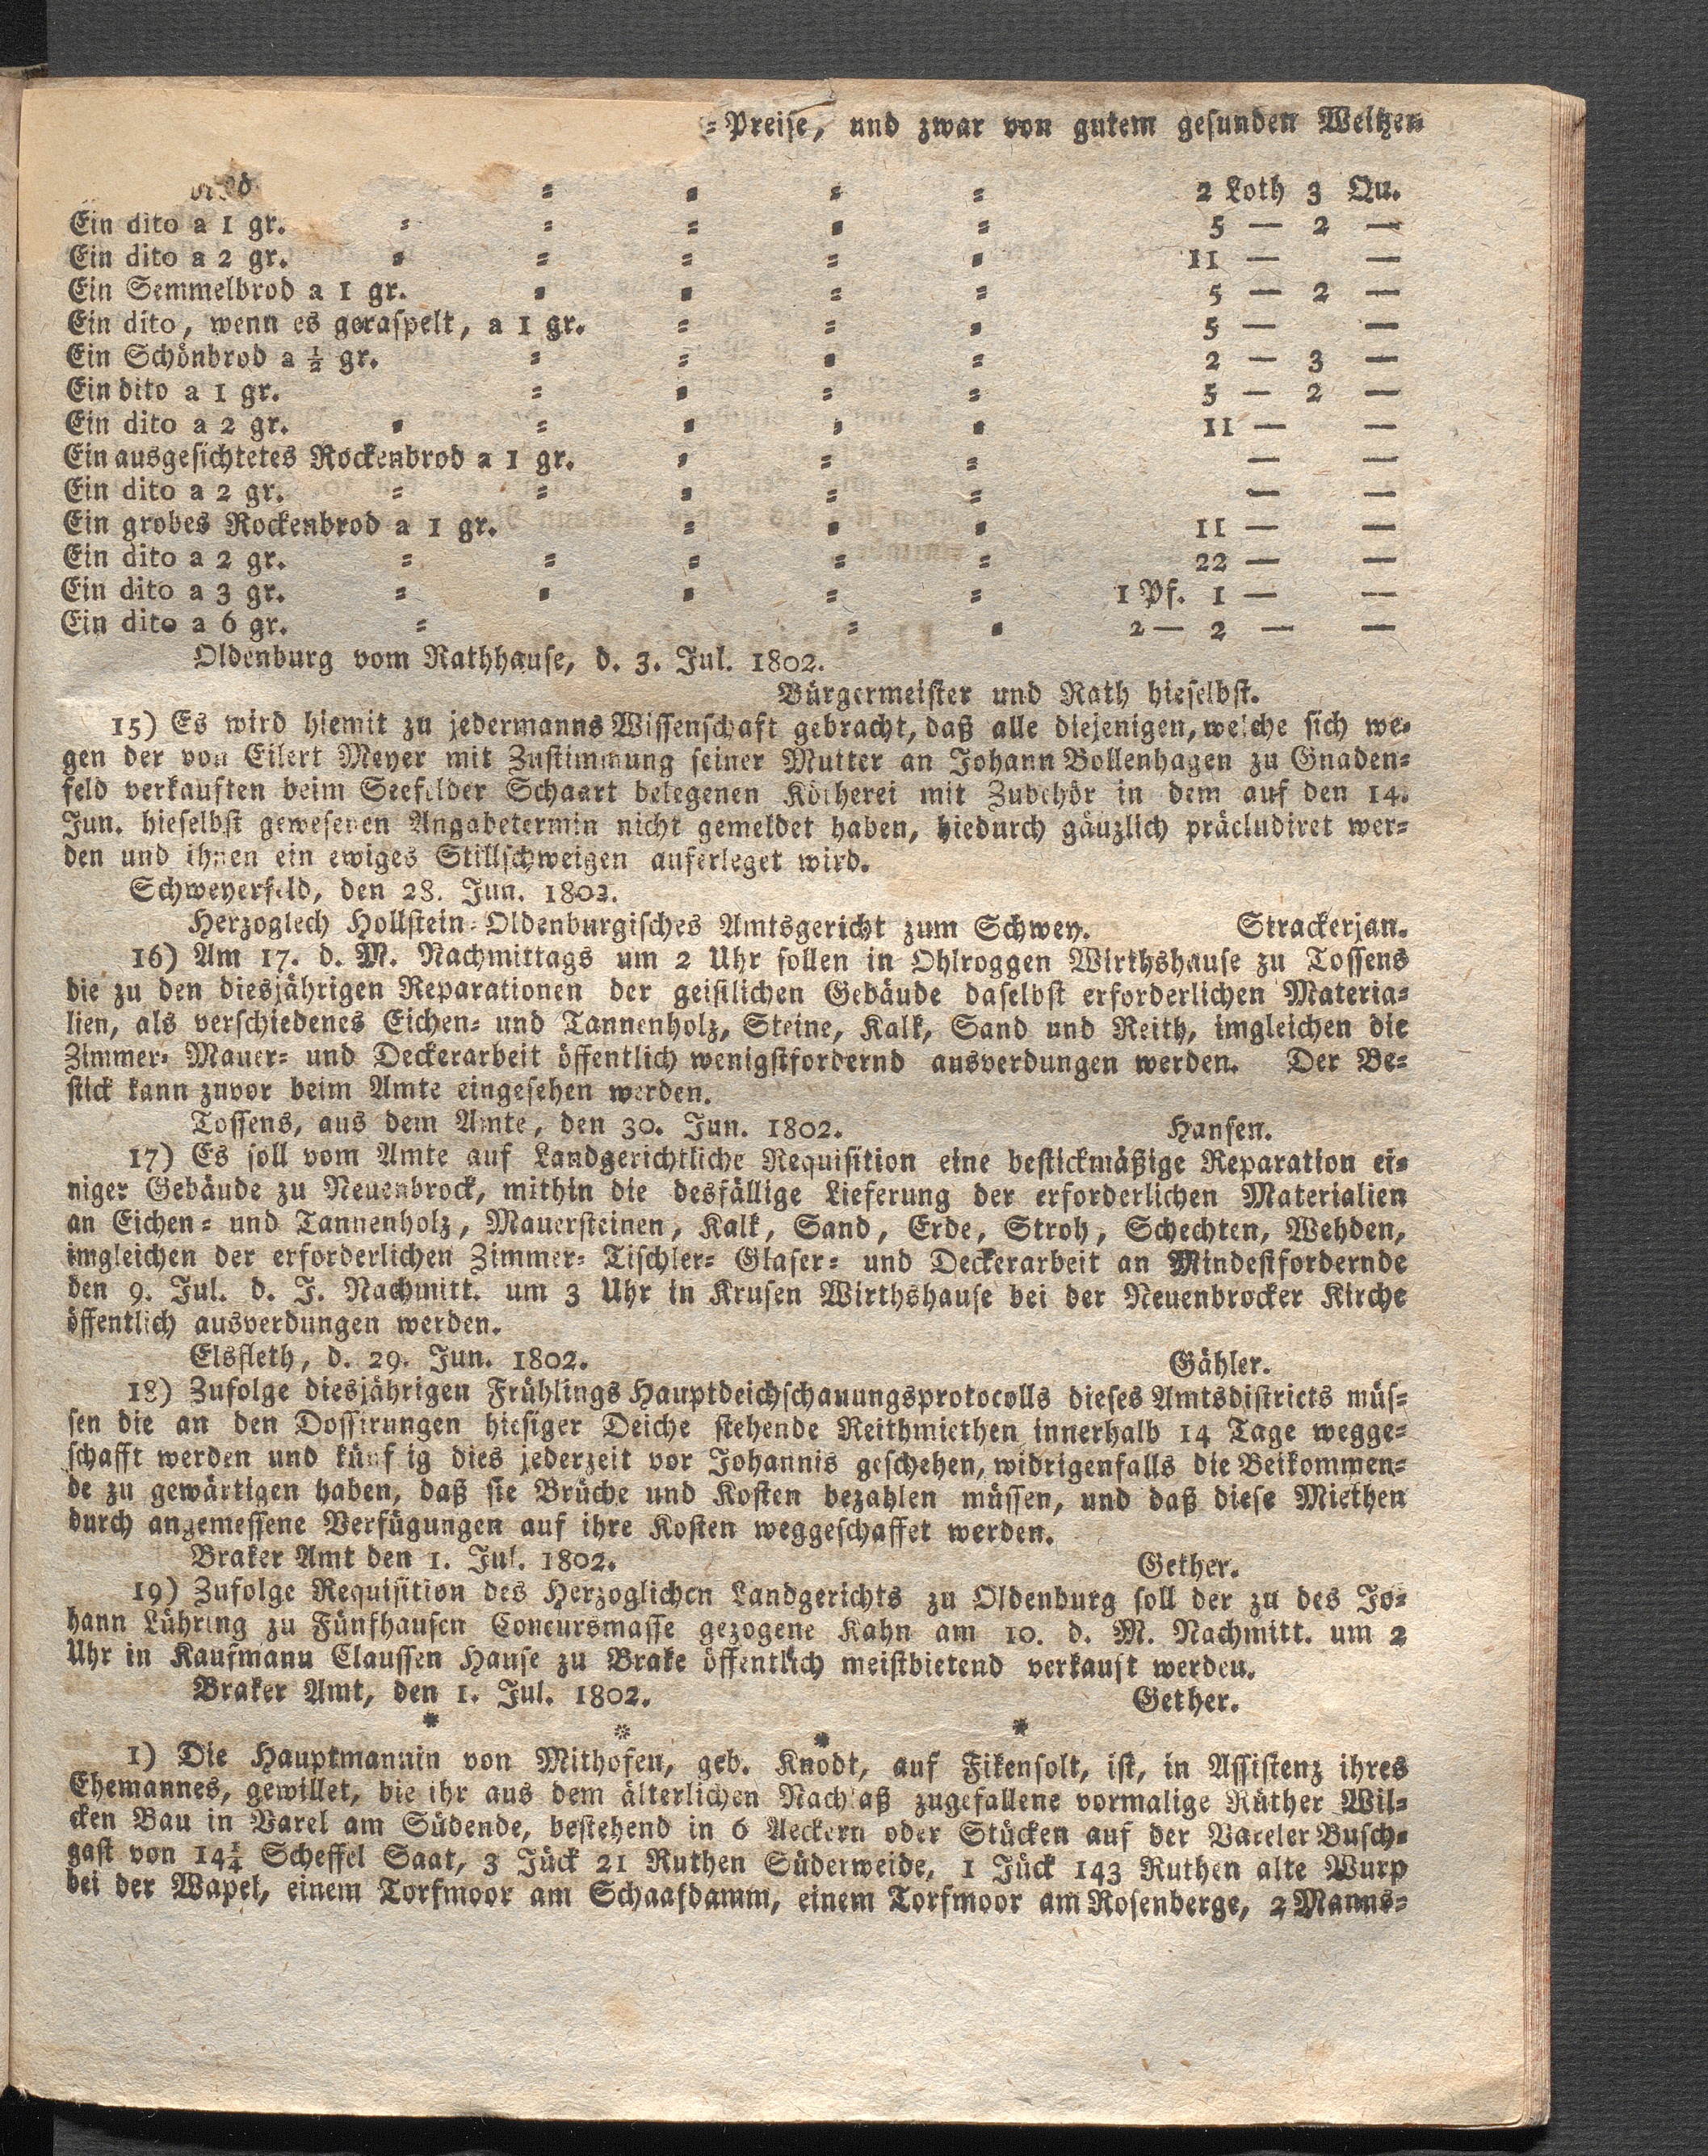 =Preise, und zwar von gutem gesunden Weitzen
= = = = 2 Loth 3 Qu.
Ein dito a 1 gr. = = = = = 5 — 2 —
Ein dito a 2 gr. = = = = = 11 — —
Ein Semmelbrod a 1 gr. = = = = 5 — 2 —
Ein dito, wenn es geraspelt, a 1 gr. = = = 5 — —
Ein Schönbrod a ½ gr. = = = = 2 — 3 —
Ein dito a 1 gr. = = = = 5 — 2 —
Ein dito a 2 gr. = = = = = 11 — —
Ein ausgesichtetes Rockenbrod a 1 gr. = = = — —
Ein dito a 2 gr. = = = = = — —
Ein grobes Rockenbrod a 1 gr. = = = 11 — —
Ein dito a 2 gr. = = = = = 22 — —
Ein dito a 3 gr. = = = = = 1 Pf. 1 — —
Ein dito a 6 gr. = = = 2 — 2 — —
Oldenburg vom Rathhause, d. 3. Jul. 1802.
Bürgermeister und Rath hieselbst.
15) Es wird hiemit zu jedermanns Wissenschaft gebracht, daß alle diejenigen, welche sich we=
gen der von Eilert Meyer mit Zustimmung seiner Mutter an Johann Bollenhagen zu Gnaden=
feld verkauften beim Seefelder Schaart belegenen Kötherei mit Zubehör in dem auf den 14.
Jun. hieselbst gewesenen Angabetermin nicht gemeldet haben, hiedurch gänzlich präcludiret wer=
den und ihnen ein ewiges Stillschweigen auferleget wird.
Schweyerfeld, den 28. Jun. 1802.
Herzoglech Hollstein=Oldenburgisches Amtsgericht zum Schwey. Strackerjan.
16) Am 17. d. M. Nachmittags um 2 Uhr sollen in Ohlroggen Wirthshause zu Tossens
die zu den diesjährigen Reparationen der geistlichen Gebäude daselbst erforderlichen Materia=
lien, als verschiedenes Eichen= und Tannenholz, Steine, Kalk, Sand und Reith, imgleichen die
Zimmer= Mauer= und Deckerarbeit öffentlich wenigstfordernd ausverdungen werden. Der Be=
stick kann zuvor beim Amte eingesehen werden.
Tossens, aus dem Amte, den 30. Jun. 1802. Hansen.
17) Es soll vom Amte auf Landgerichtliche Requisition eine bestickmäßige Reparation ei=
niger Gebäude zu Neuenbrock, mithin die desfällige Lieferung der erforderlichen Materialien
an Eichen= und Tannenholz, Mauersteinen, Kalk, Sand, Erde, Stroh, Schechten, Wehden,
imgleichen der erforderlichen Zimmer= Tischler= Glaser= und Deckerarbeit an Mindestfordernde
den 9. Jul. d. J. Nachmitt. um 3 Uhr in Krusen Wirthshause bei der Neuenbrocker Kirche
öffentlich ausverdungen werden.
Elsfleth, d. 29. Jun. 1802. Gähler.
18) Zufolge diesjährigen Frühlings Hauptdeichschauungsprotocolls dieses Amtsdistricts müs=
sen die an den Dossirungen hiesiger Deiche stehende Reithmiethen innerhalb 14 Tage wegge=
schafft werden und künf ig dies jederzeit vor Johannis geschehen, widrigenfalls die Beikommen=
de zu gewärtigen haben, daß sie Brüche und Kosten bezahlen müssen, und daß diese Miethen
durch angemessene Verfügungen auf ihre Kosten weggeschaffet werden.
Braker Amt den 1. Jul. 1802. Gether.
19) Zufolge Requisition des Herzoglichen Landgerichts zu Oldenburg soll der zu des Jo=
hann Lühring zu Fünfhausen Concursmasse gezogene Kahn am 10. d. M. Nachmitt. um 2
Uhr in Kaufmann Claussen Hause zu Brake öffentlich meistbietend verkauft werden.
Braker Amt, den 1. Jul. 1802. Gether.
* * * *
1) Die Hauptmannin von Mithofen, geb. Knodt, auf Fikensolt, ist, in Assistenz ihres
Ehemannes, gewillet, die ihr aus dem älterlichen Nachlaß zugefallene vormalige Rüther Wil=
cken Bau in Varel am Südende, bestehend in 6 Aeckern oder Stücken auf der Vareler Busch=
gast von 14¼ Scheffel Saat, 3 Jück 21 Ruthen Süderweide, 1 Jück 143 Ruthen alte Wurp
bei der Wapel, einem Torfmoor am Schaafdamm, einem Torfmoor am Rosenberge, 2 Manns=